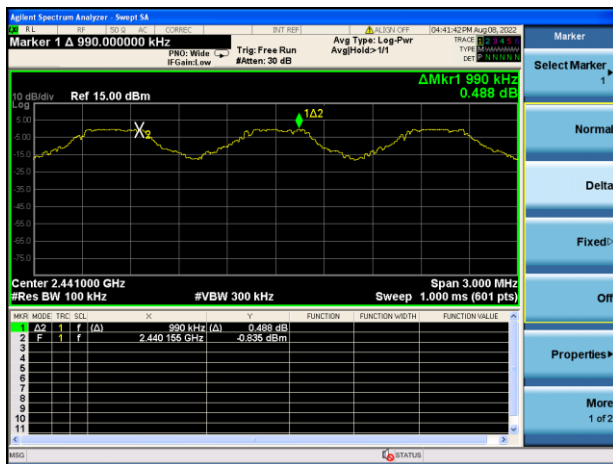 Agilent Spectrum Analyzer - Swept SA
RL RF 50 Ω AC CORREC INT REF ALIGN OFF 04:41:42PM Aug 08, 2022
Marker 1 Δ 990.000000 kHz
PNO: Wide
IFGain:Low
Trig: Free Run
#Atten: 30 dB
Avg Type: Log-Pwr
Avg|Hold:>1/1
TRACE 1 2 3 4 5 6
TYPE
DET P N N N N N
10 dB/div
Log
Ref 15.00 dBm
ΔMkr1 990 kHz
0.488 dB
5.00
-5.00
-15.0
-25.0
-35.0
-45.0
-55.0
-65.0
-75.0
X2
1Δ2
Center 2.441000 GHz
Span 3.000 MHz
#Res BW 100 kHz
#VBW 300 kHz
Sweep 1.000 ms (601 pts)
MKR MODE TRC SCL X Y FUNCTION FUNCTION WIDTH FUNCTION VALUE
1 Δ2 1 f (Δ) 990 kHz (Δ) 0.488 dB
2 F 1 f 2.440 155 GHz -0.835 dBm
3
4
5
6
7
8
9
10
11
MSG
STATUS
Marker
Select Marker
1
Normal
Delta
Fixed
Off
Properties
More
1 of 2